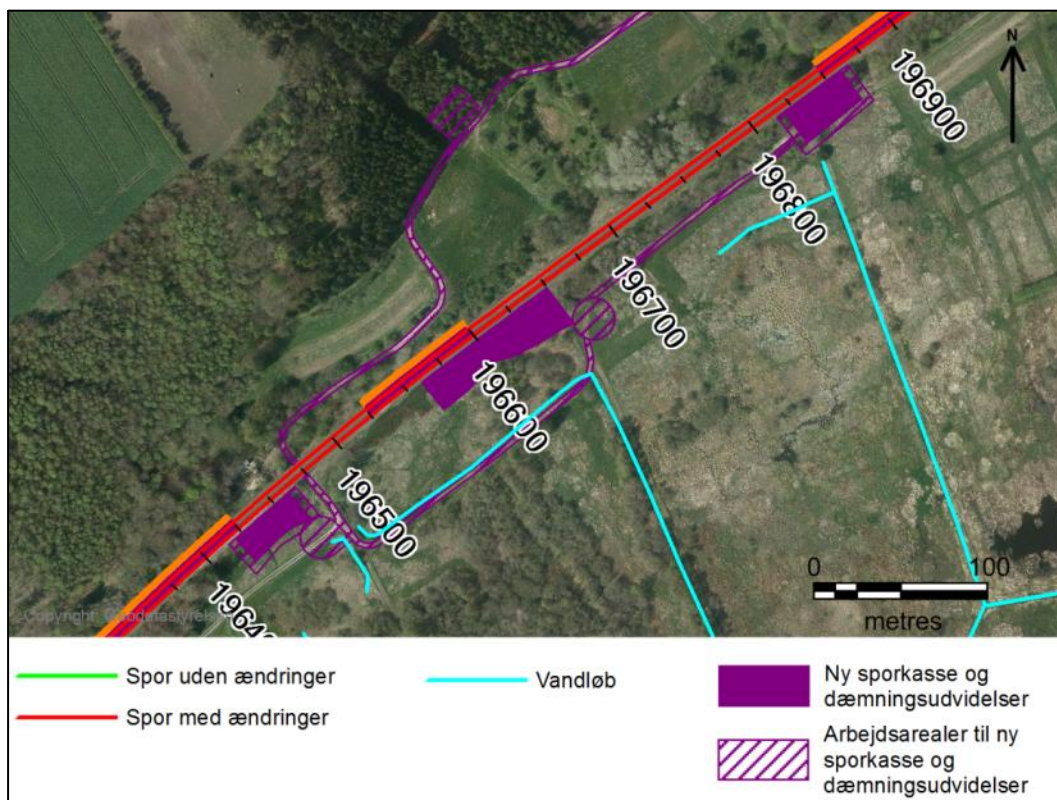 N
196900
196800
196700
196600
196500
0
100
metres
Copyright
Spor uden ændringer
Spor med ændringer
Vandløb
Ny sporkasse og
dæmningsudvidelser
Arbejdsarealer til ny
sporkasse og
dæmningsudvidelser